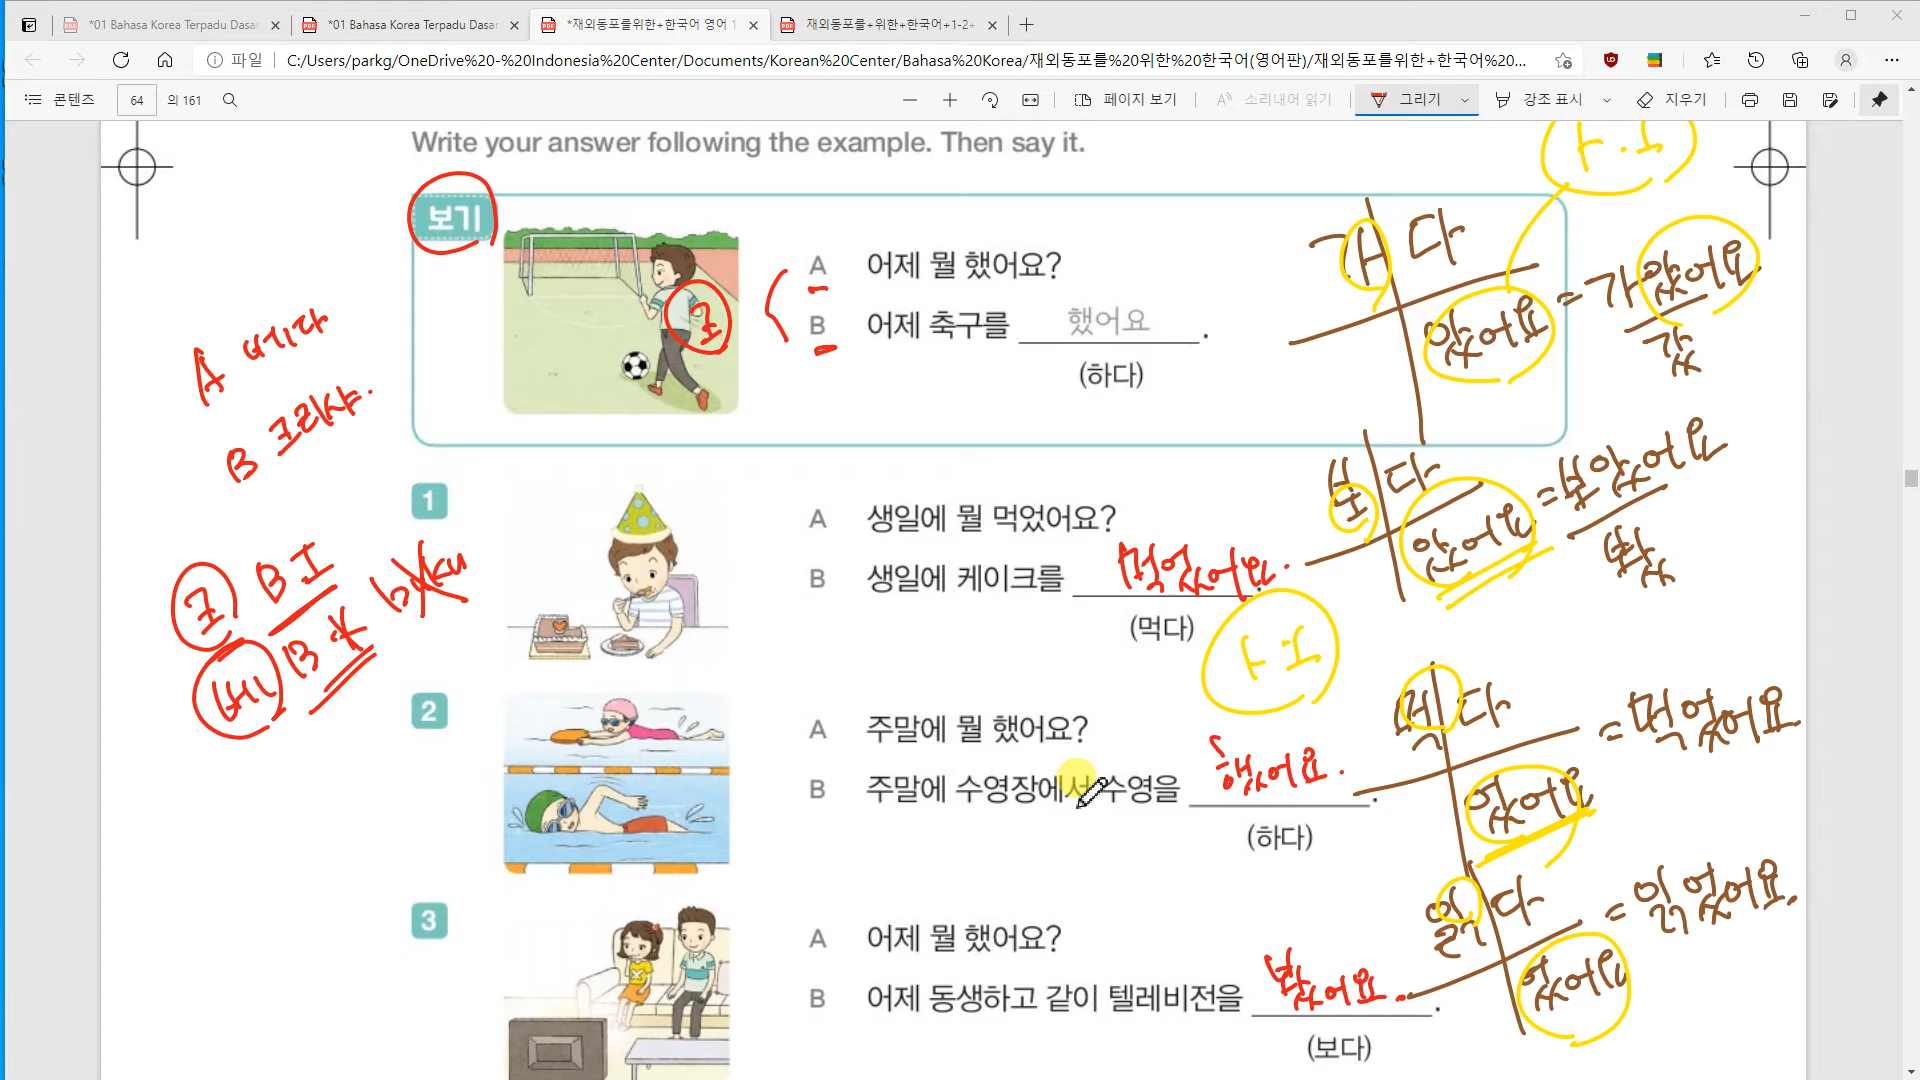 *01 Bahasa Korea Terpadu Dasar
*01 Bahasa Korea Terpadu Dasar
*재외동포를위한+한국어 영어 1
재외동포를+위한+한국어+1-2+
파일
C:/Users/parkg/OneDrive%20-%20Indonesia%20Center/Documents/Korean%20Center/Bahasa%20Korea/재외동포를%20위한%20한국어(영어판)/재외동포를위한+한국어%20...
콘텐츠
64
의 161
페이지 보기
소리내어 읽기
그리기
강조 표시
지우기
Write your answer following the example. Then say it.
ㅏ.ㅗ
보기
A 어제 뭘 했어요?
B 어제 축구를 했어요.
(하다)
가다
았어요 = 가았어요
갔
A 베다
B 크리샤.
1
A 생일에 뭘 먹었어요?
B 생일에 케이크를 먹었어요.
(먹다)
보다
았어요 = 보았어요
봤
ㅏ ㅗ
2
A 주말에 뭘 했어요?
B 주말에 수영장에서 수영을 했어요.
(하다)
먹다
었어요 = 먹었어요
3
A 어제 뭘 했어요?
B 어제 동생하고 같이 텔레비전을 봤어요.
(보다)
읽다
었어요 = 읽었어요.